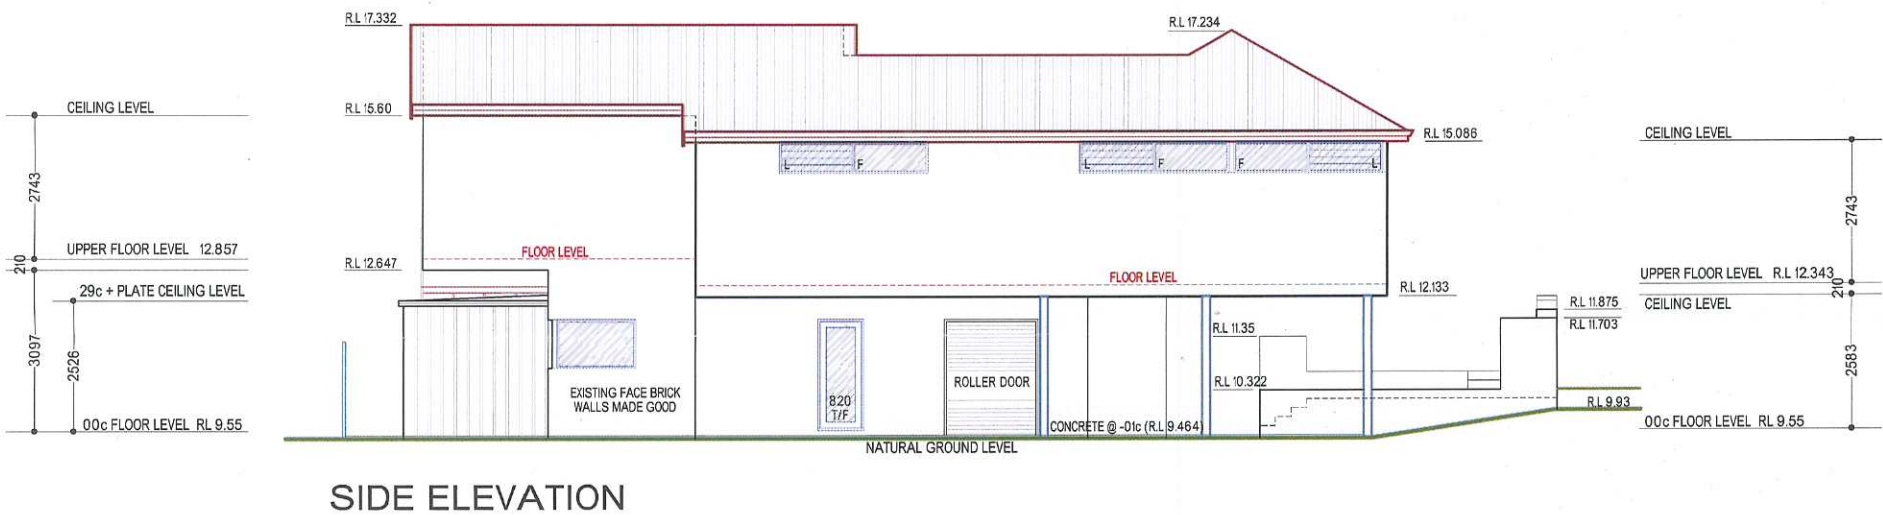 R.L 17.332
R.L 17.234
CEILING LEVEL
R.L 15.60
R.L 15.086
CEILING LEVEL
L
F
L
F
F
L
2743
2743
UPPER FLOOR LEVEL 12.857
FLOOR LEVEL
210
R.L 12.647
FLOOR LEVEL
UPPER FLOOR LEVEL R.L 12.343
210
29c + PLATE CEILING LEVEL
R.L 12.133
R.L 11.875
CEILING LEVEL
R.L 11.703
R.L 11.35
3097
2526
2583
ROLLER DOOR
R.L 10.322
EXISTING FACE BRICK
WALLS MADE GOOD
820
T/F
R.L 9.93
00c FLOOR LEVEL RL 9.55
CONCRETE @ -01c (R.L 9.464)
00c FLOOR LEVEL RL 9.55
NATURAL GROUND LEVEL
SIDE ELEVATION